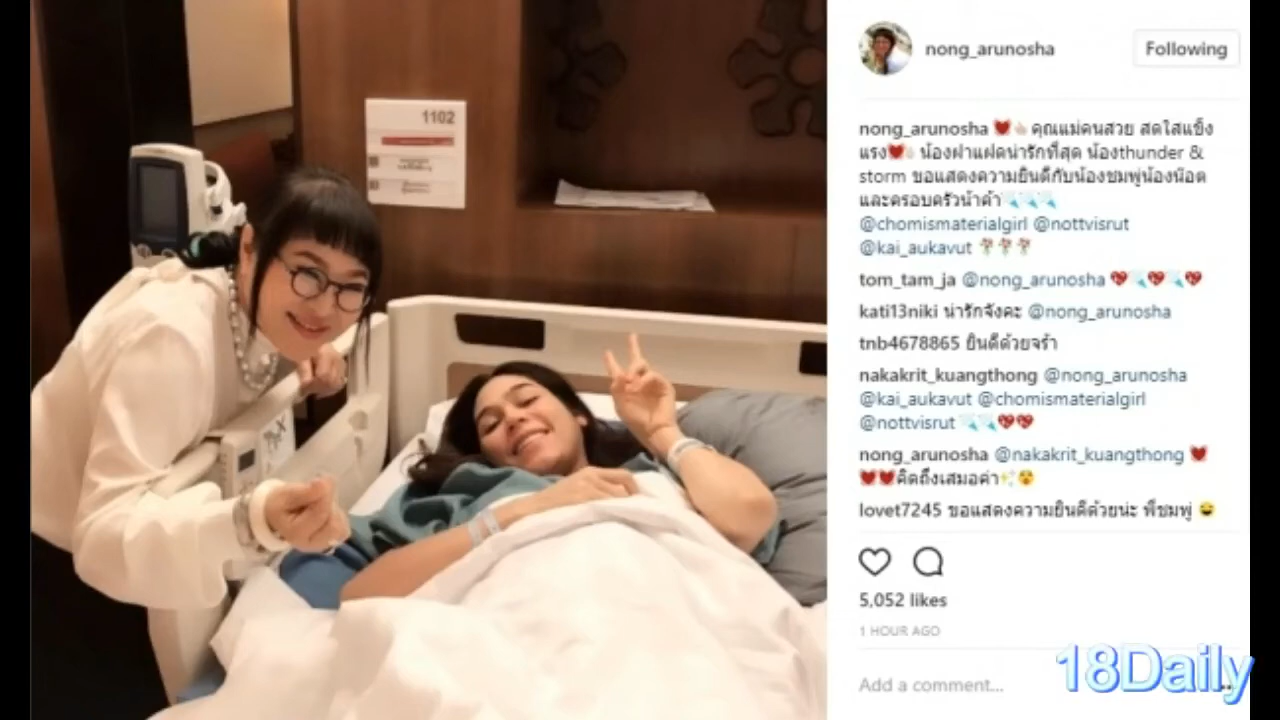 1102
nong_arunosha
Following
nong_arunosha ❤️👆🏻คุณแม่คนสวย สดใสแข็ง
แรง❤️👆🏻 น้องฝาแฝดน่ารักที่สุด น้องthunder &
storm ขอแสดงความยินดีกับน้องชมพู่น้องน๊อต
และครอบครัวน้าค้า
@chomismaterialgirl @nottvisrut
@kai_aukavut
tom_tam_ja @nong_arunosha
kati13niki น่ารักจังคะ @nong_arunosha
tnb4678865 ยินดีด้วยจร้า
nakakrit_kuangthong @nong_arunosha
@kai_aukavut @chomismaterialgirl
@nottvisrut
nong_arunosha @nakakrit_kuangthong ❤️
❤️❤️คิดถึงเสมอค่า✨😵
lovet7245 ขอแสดงความยินดีด้วยน่ะ พี่ชมพู่ 😄
5,052 likes
1 HOUR AGO
Add a comment...
18Daily